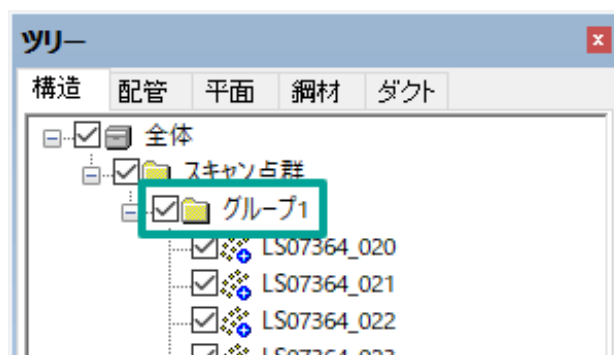 ツリー
構造 配管 平面 鋼材 ダクト
全体
スキャン点群
グループ1
LS07364_020
LS07364_021
LS07364_022
LS07364_023